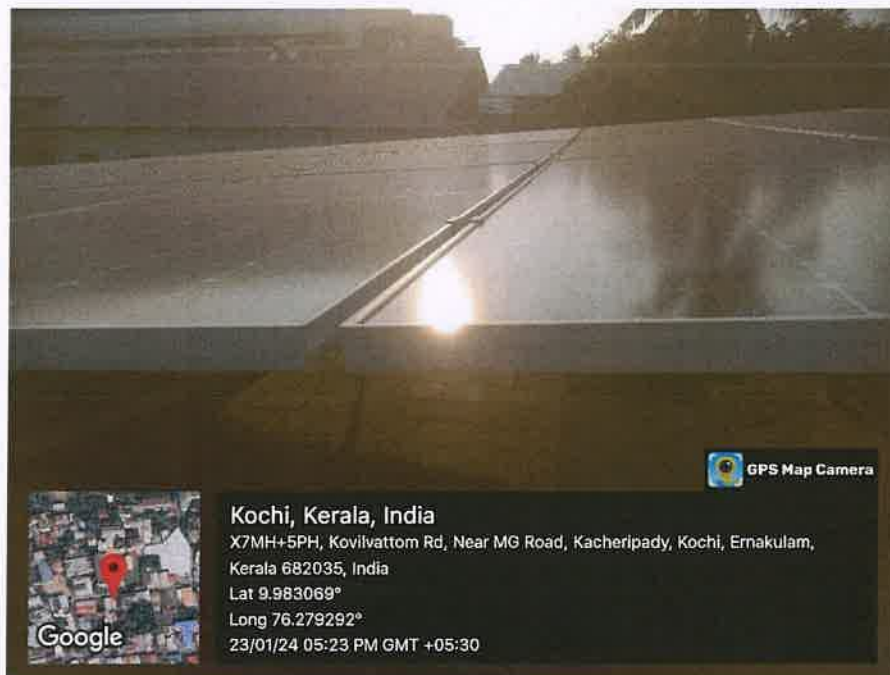 GPS Map Camera
Kochi, Kerala, India
X7MH+5PH, Kovilvattom Rd, Near MG Road, Kacheripady, Kochi, Ernakulam,
Kerala 682035, India
Lat 9.983069°
Long 76.279292°
23/01/24 05:23 PM GMT +05:30
Google